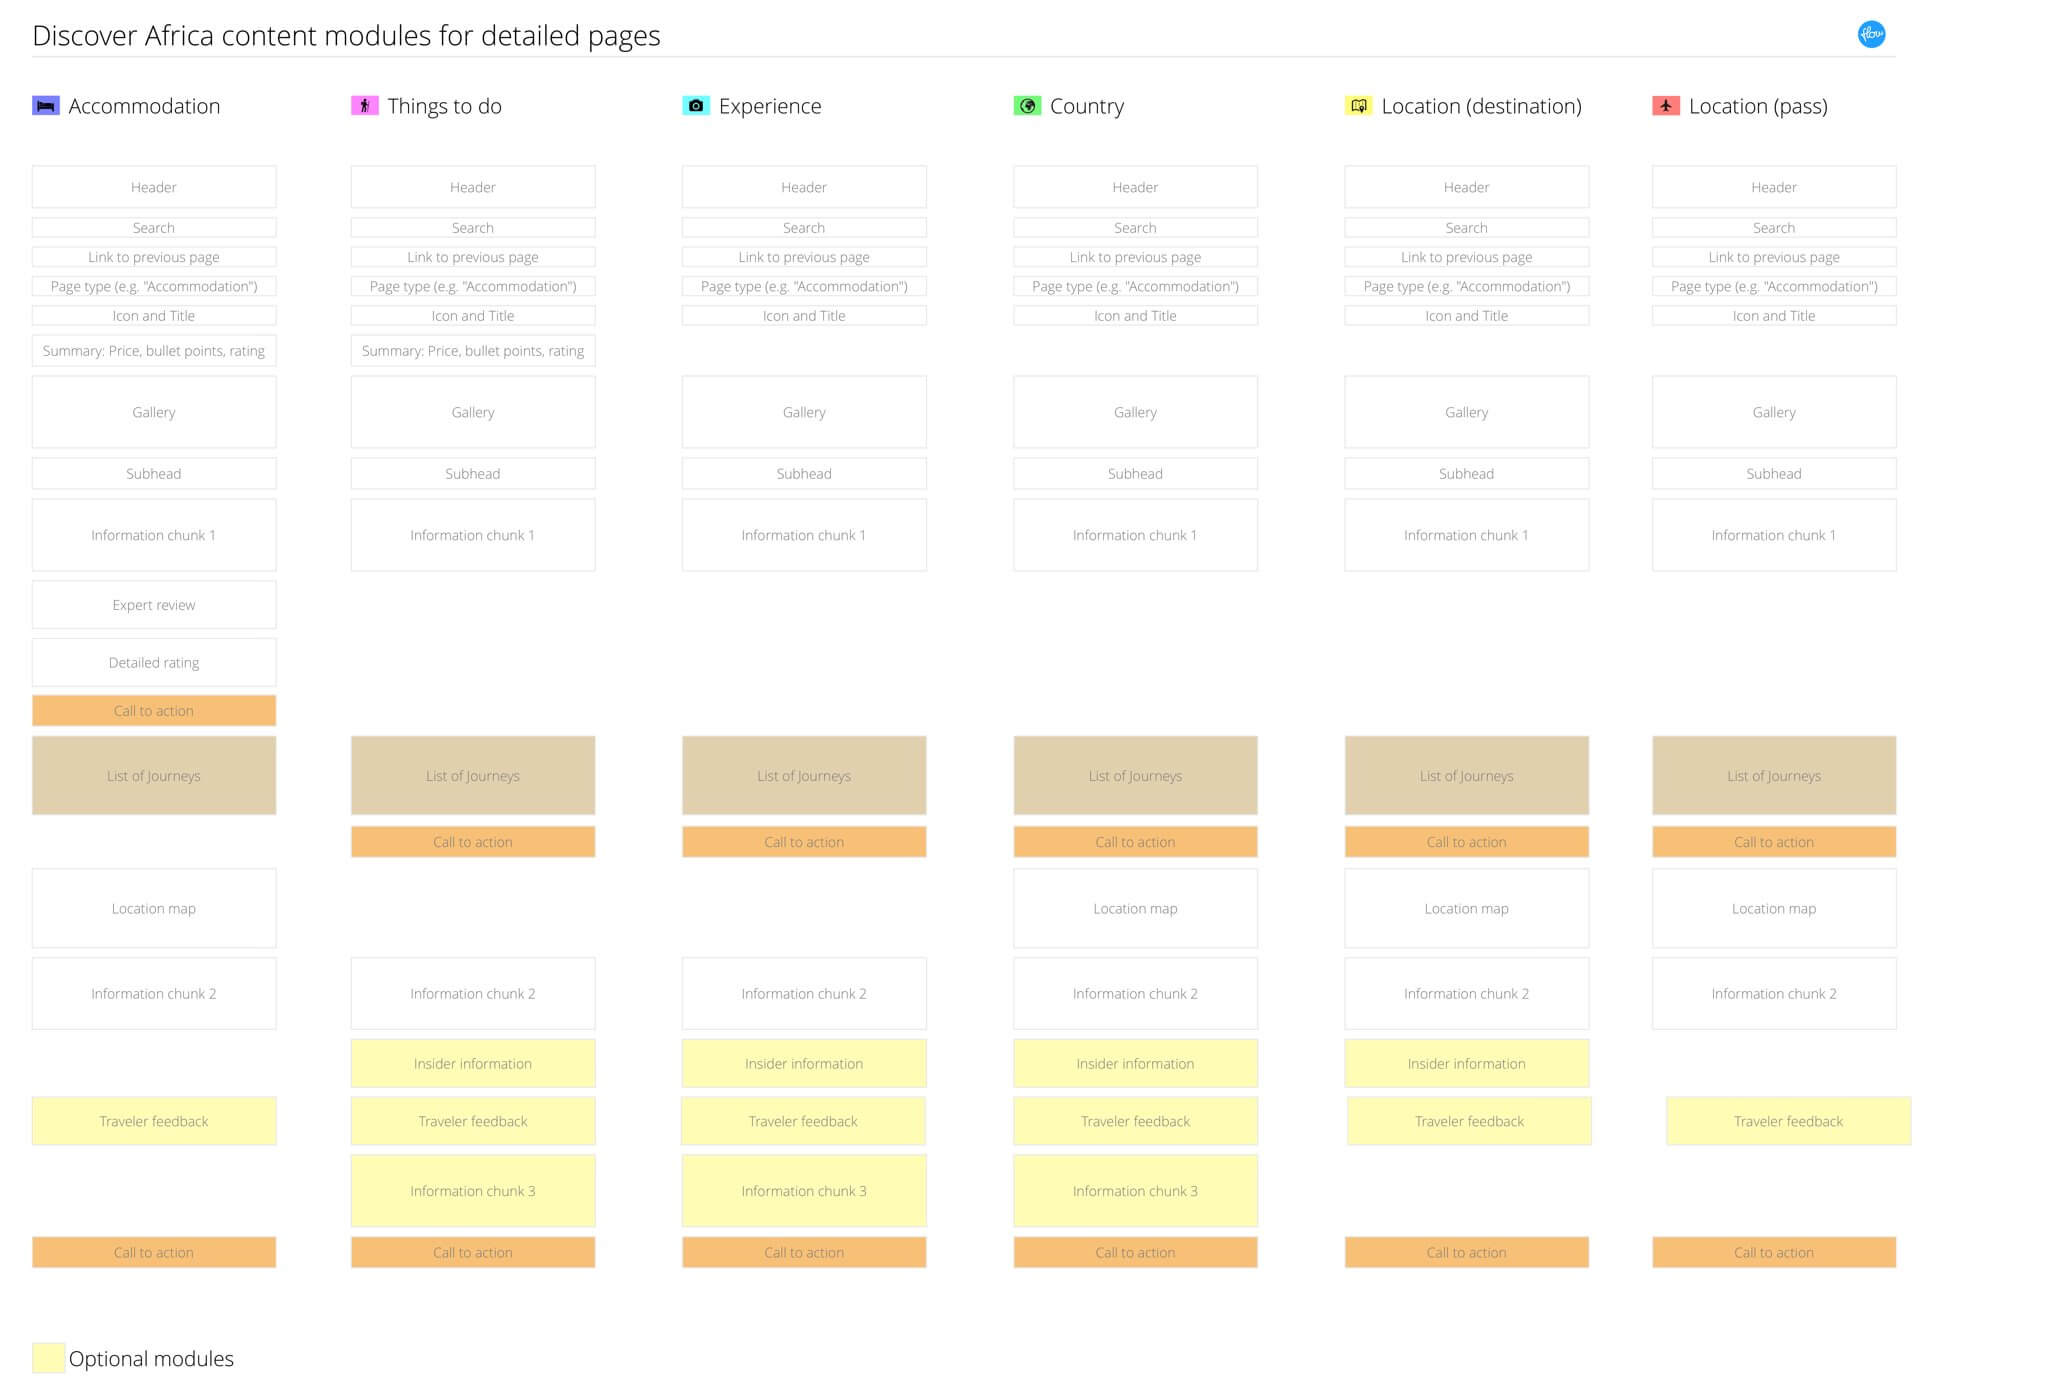 Discover Africa content modules for detailed pages
flow
Accommodation
Things to do
Experience
Country
Location (destination)
Location (pass)
Header
Header
Header
Header
Header
Header
Search
Search
Search
Search
Search
Search
Link to previous page
Link to previous page
Link to previous page
Link to previous page
Link to previous page
Link to previous page
Page type (e.g. "Accommodation")
Page type (e.g. "Accommodation")
Page type (e.g. "Accommodation")
Page type (e.g. "Accommodation")
Page type (e.g. "Accommodation")
Page type (e.g. "Accommodation")
Icon and Title
Icon and Title
Icon and Title
Icon and Title
Icon and Title
Icon and Title
Summary: Price, bullet points, rating
Summary: Price, bullet points, rating
Gallery
Gallery
Gallery
Gallery
Gallery
Gallery
Subhead
Subhead
Subhead
Subhead
Subhead
Subhead
Information chunk 1
Information chunk 1
Information chunk 1
Information chunk 1
Information chunk 1
Information chunk 1
Expert review
Detailed rating
Call to action
List of Journeys
List of Journeys
List of Journeys
List of Journeys
List of Journeys
List of Journeys
Call to action
Call to action
Call to action
Call to action
Call to action
Location map
Location map
Location map
Location map
Information chunk 2
Information chunk 2
Information chunk 2
Information chunk 2
Information chunk 2
Information chunk 2
Insider information
Insider information
Insider information
Insider information
Traveler feedback
Traveler feedback
Traveler feedback
Traveler feedback
Traveler feedback
Traveler feedback
Information chunk 3
Information chunk 3
Information chunk 3
Call to action
Call to action
Call to action
Call to action
Call to action
Call to action
Optional modules